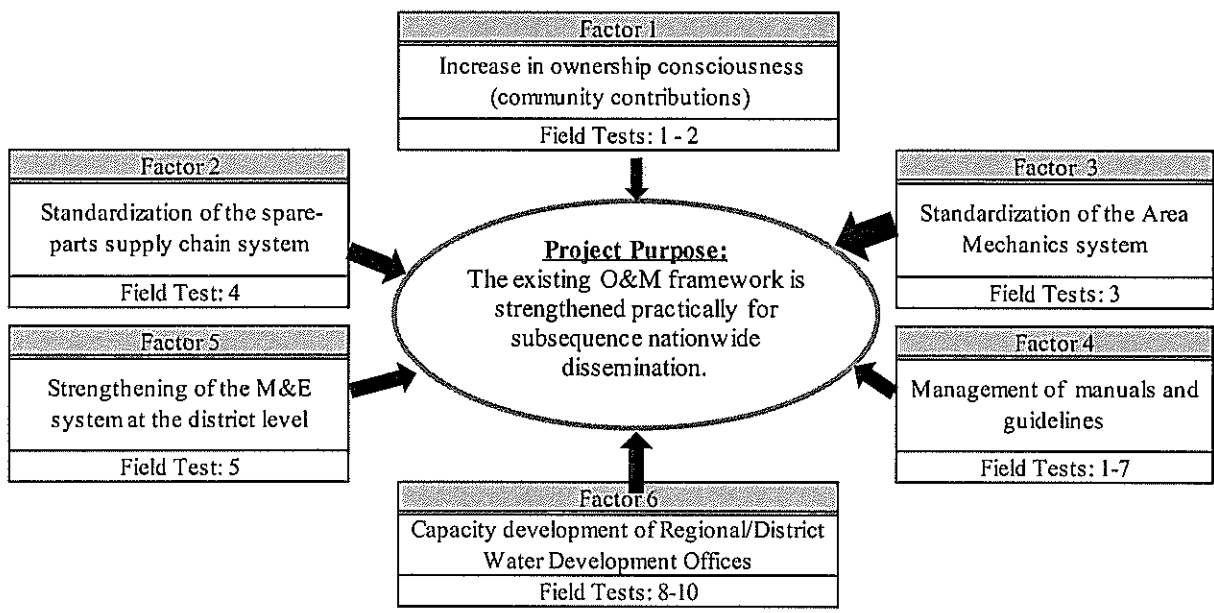 Factor 1
Increase in ownership consciousness
(community contributions)
Field Tests: 1 - 2
Factor 2
Standardization of the spare-
parts supply chain system
Field Test: 4
Factor 3
Standardization of the Area
Mechanics system
Field Tests: 3
Project Purpose:
The existing O&M framework is
strengthened practically for
subsequence nationwide
dissemination.
Factor 5
Strengthening of the M&E
system at the district level
Field Test: 5
Factor 4
Management of manuals and
guidelines
Field Tests: 1-7
Factor 6
Capacity development of Regional/District
Water Development Offices
Field Tests: 8-10